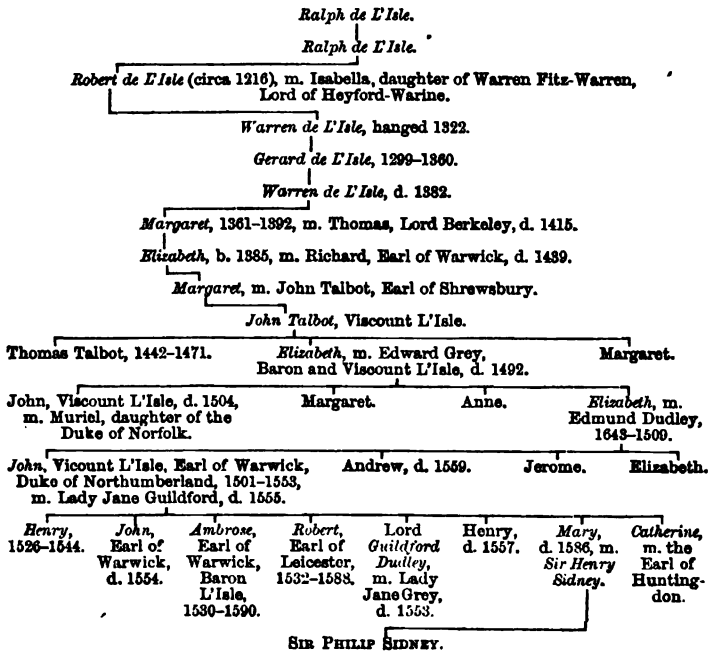 Ralph de L'Isle.
Ralph de L'Isle.
Robert de L'Isle (circa 1216), m. Isabella, daughter of Warren Fitz-Warren,
Lord of Heyford-Warine.
Warren de L'Isle, hanged 1322.
Gerard de L'Isle, 1299–1360.
Warren de L'Isle, d. 1382.
Margaret, 1361–1392, m. Thomas, Lord Berkeley, d. 1415.
Elizabeth, b. 1385, m. Richard, Earl of Warwick, d. 1439.
Margaret, m. John Talbot, Earl of Shrewsbury.
John Talbot, Viscount L'Isle.
Thomas Talbot, 1442–1471.
Elizabeth, m. Edward Grey,
Baron and Viscount L'Isle, d. 1492.
Margaret.
John, Viscount L'Isle, d. 1504,
m. Muriel, daughter of the
Duke of Norfolk.
Margaret.
Anne.
Elizabeth, m.
Edmund Dudley,
1643–1509.
John, Vicount L'Isle, Earl of Warwick,
Duke of Northumberland, 1501–1553,
m. Lady Jane Guildford, d. 1555.
Andrew, d. 1559.
Jerome.
Elizabeth.
Henry,
1526–1544.
John,
Earl of
Warwick,
d. 1554.
Ambrose,
Earl of
Warwick,
Baron
L'Isle,
1530–1590.
Robert,
Earl of
Leicester,
1532–1588.
Lord
Guildford
Dudley,
m. Lady
Jane Grey,
d. 1553.
Henry,
d. 1557.
Mary,
d. 1586, m.
Sir Henry
Sidney.
Catherine,
m. the
Earl of
Hunting-
don.
SIR PHILIP SIDNEY.